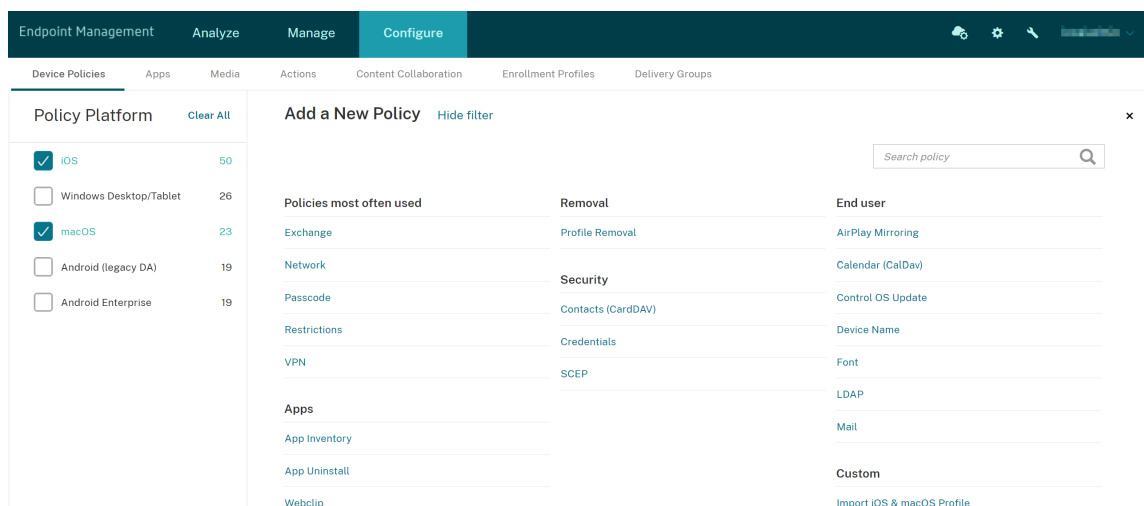 Endpoint Management Analyze Manage Configure
Device Policies Apps Media Actions Content Collaboration Enrollment Profiles Delivery Groups
Policy Platform Clear All
iOS 50
Windows Desktop/Tablet 26
macOS 23
Android (legacy DA) 19
Android Enterprise 19
Add a New Policy Hide filter
Search policy
Policies most often used
Exchange
Network
Passcode
Restrictions
VPN
Apps
App Inventory
App Uninstall
Webclip
Removal
Profile Removal
Security
Contacts (CardDAV)
Credentials
SCEP
End user
AirPlay Mirroring
Calendar (CalDav)
Control OS Update
Device Name
Font
LDAP
Mail
Custom
Import iOS & macOS Profile